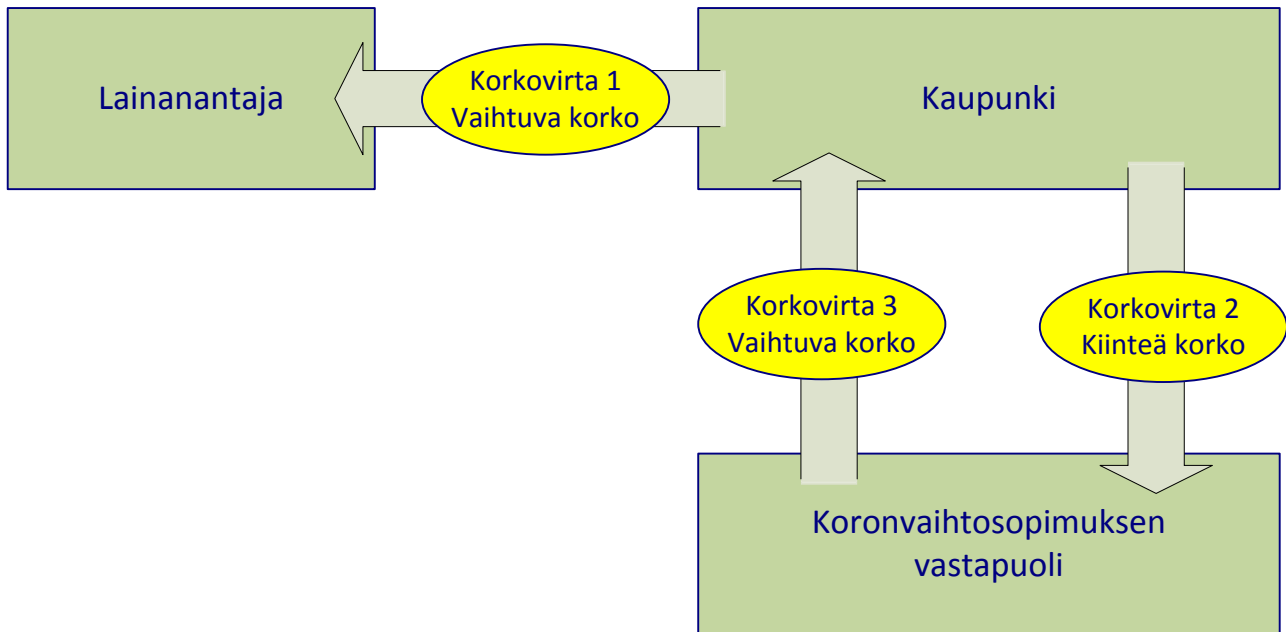 Lainanantaja
Korkovirta 1
Vaihtuva korko
Kaupunki
Korkovirta 3
Vaihtuva korko
Korkovirta 2
Kiinteä korko
Koronvaihtosopimuksen
vastapuoli